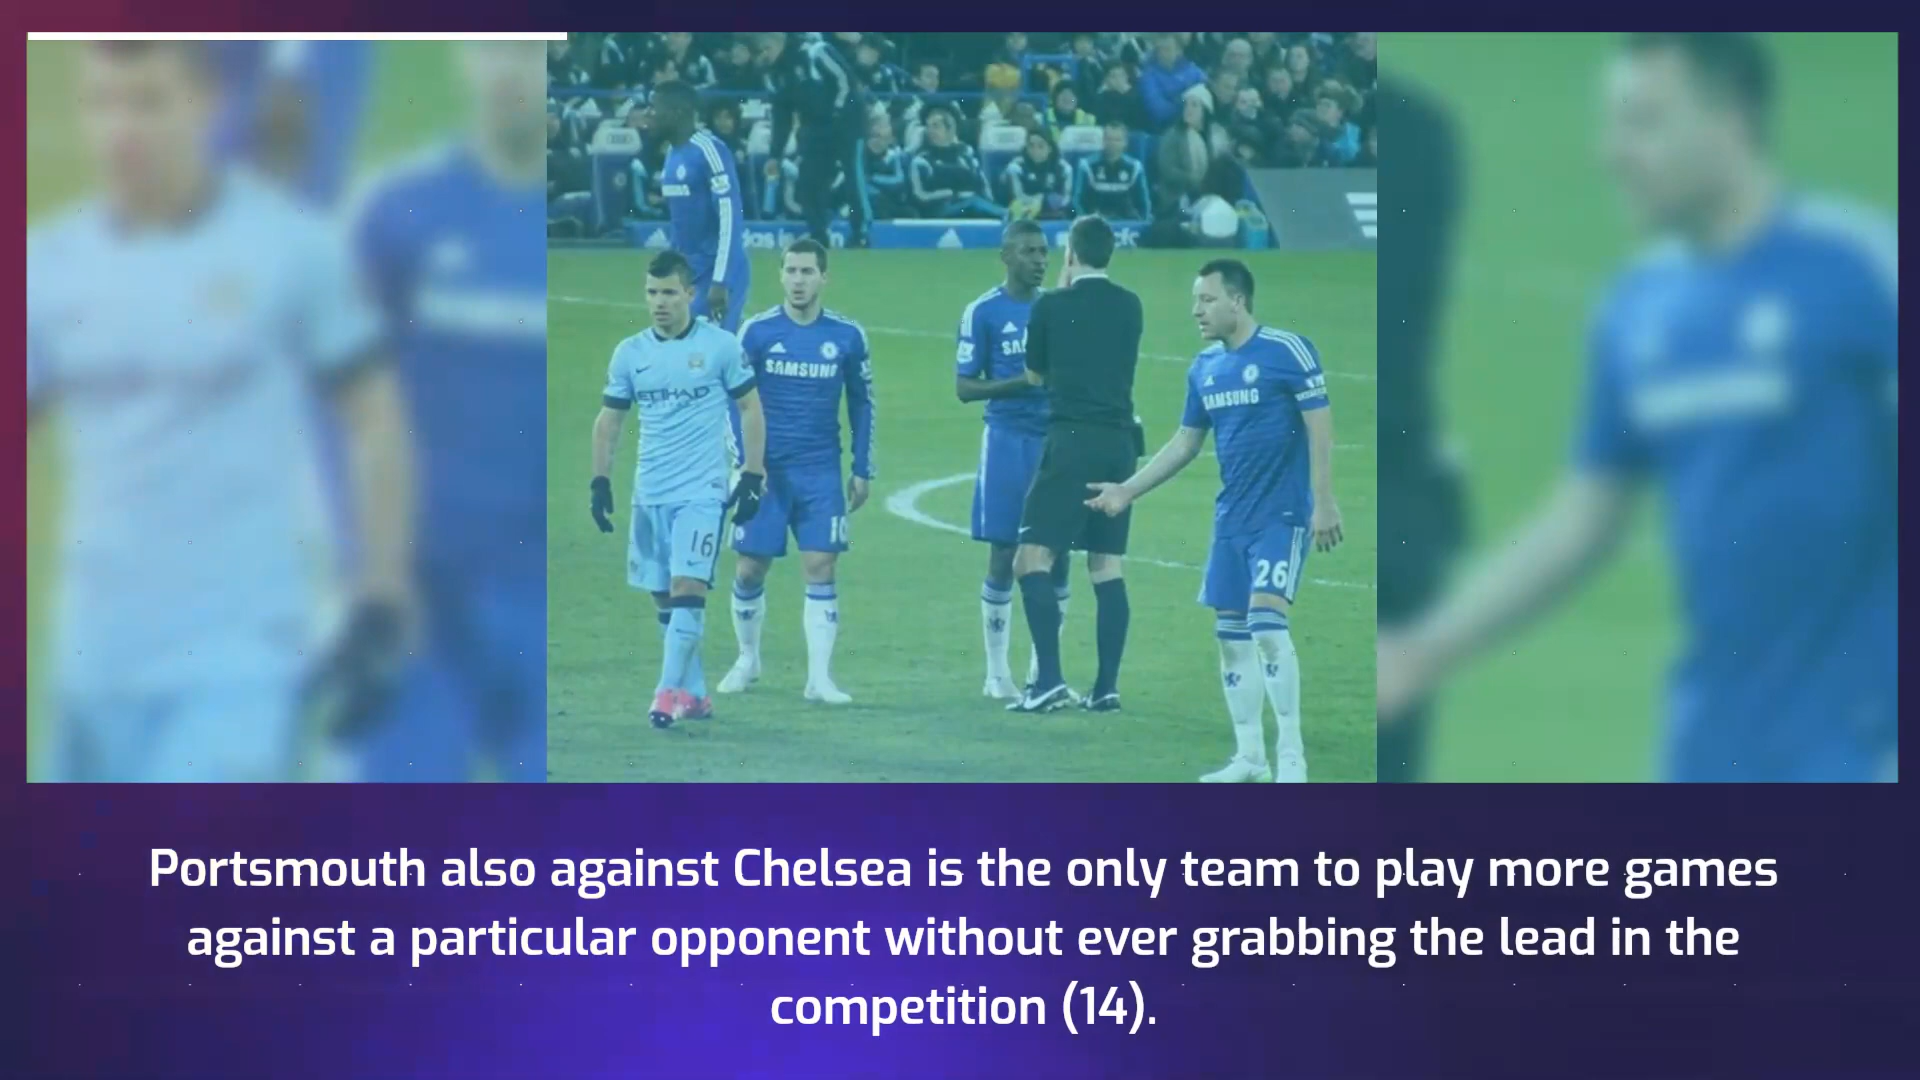 SAMSUNG
ETIHAD
SAMSUNG
16
10
26
Portsmouth also against Chelsea is the only team to play more games
against a particular opponent without ever grabbing the lead in the
competition (14).